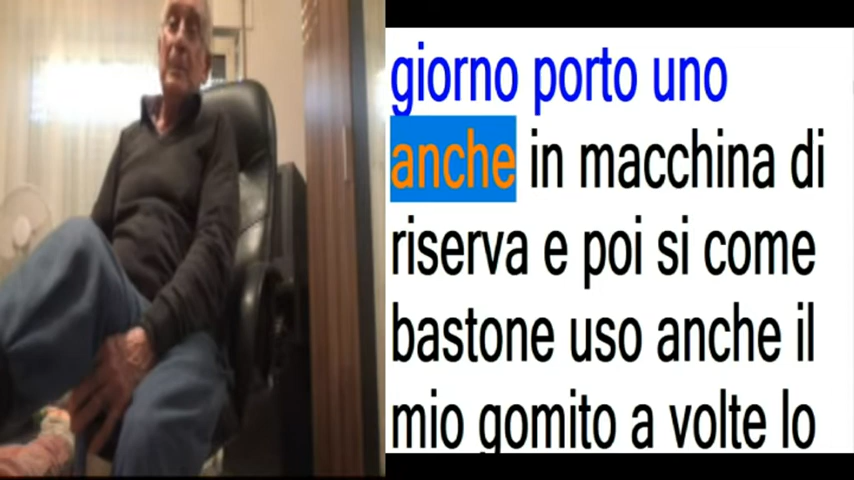 giorno porto uno
anche in macchina di
riserva e poi si come
bastone uso anche il
mio gomito a volte lo